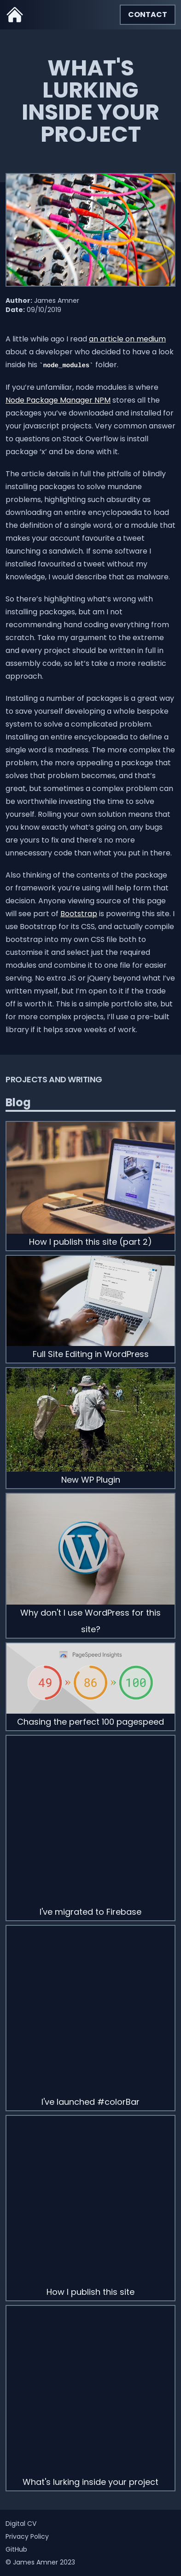 CONTACT
WHAT'S
LURKING
INSIDE YOUR
PROJECT
Author: James Amner
Date: 09/10/2019
A little while ago I read an article on medium
about a developer who decided to have a look
inside his `node_modules` folder.
If you’re unfamiliar, node modules is where
Node Package Manager NPM stores all the
packages you’ve downloaded and installed for
your javascript projects. Very common answer
to questions on Stack Overflow is install
package ‘x’ and be done with it.
The article details in full the pitfalls of blindly
installing packages to solve mundane
problems, highlighting such absurdity as
downloading an entire encyclopaedia to load
the definition of a single word, or a module that
makes your account favourite a tweet
launching a sandwich. If some software I
installed favourited a tweet without my
knowledge, I would describe that as malware.
So there’s highlighting what’s wrong with
installing packages, but am I not
recommending hand coding everything from
scratch. Take my argument to the extreme
and every project should be written in full in
assembly code, so let’s take a more realistic
approach.
Installing a number of packages is a great way
to save yourself developing a whole bespoke
system to solve a complicated problem.
Installing an entire encyclopaedia to define a
single word is madness. The more complex the
problem, the more appealing a package that
solves that problem becomes, and that’s
great, but sometimes a complex problem can
be worthwhile investing the time to solve
yourself. Rolling your own solution means that
you know exactly what’s going on, any bugs
are yours to fix and there’s no more
unnecessary code than what you put in there.
Also thinking of the contents of the package
or framework you’re using will help form that
decision. Anyone viewing source of this page
will see part of Bootstrap is powering this site. I
use Bootstrap for its CSS, and actually compile
bootstrap into my own CSS file both to
customise it and select just the required
modules and combine it to one file for easier
serving. No extra JS or jQuery beyond what I’ve
written myself, but I’m open to it if the trade
off is worth it. This is a simple portfolio site, but
for more complex projects, I’ll use a pre-built
library if it helps save weeks of work.
PROJECTS AND WRITING
Blog
How I publish this site (part 2)
Full Site Editing in WordPress
New WP Plugin
Why don't I use WordPress for this
site?
PageSpeed Insights
49 » 86 » 100
Chasing the perfect 100 pagespeed
I've migrated to Firebase
I've launched #colorBar
How I publish this site
What's lurking inside your project
Digital CV
Privacy Policy
GitHub
© James Amner 2023